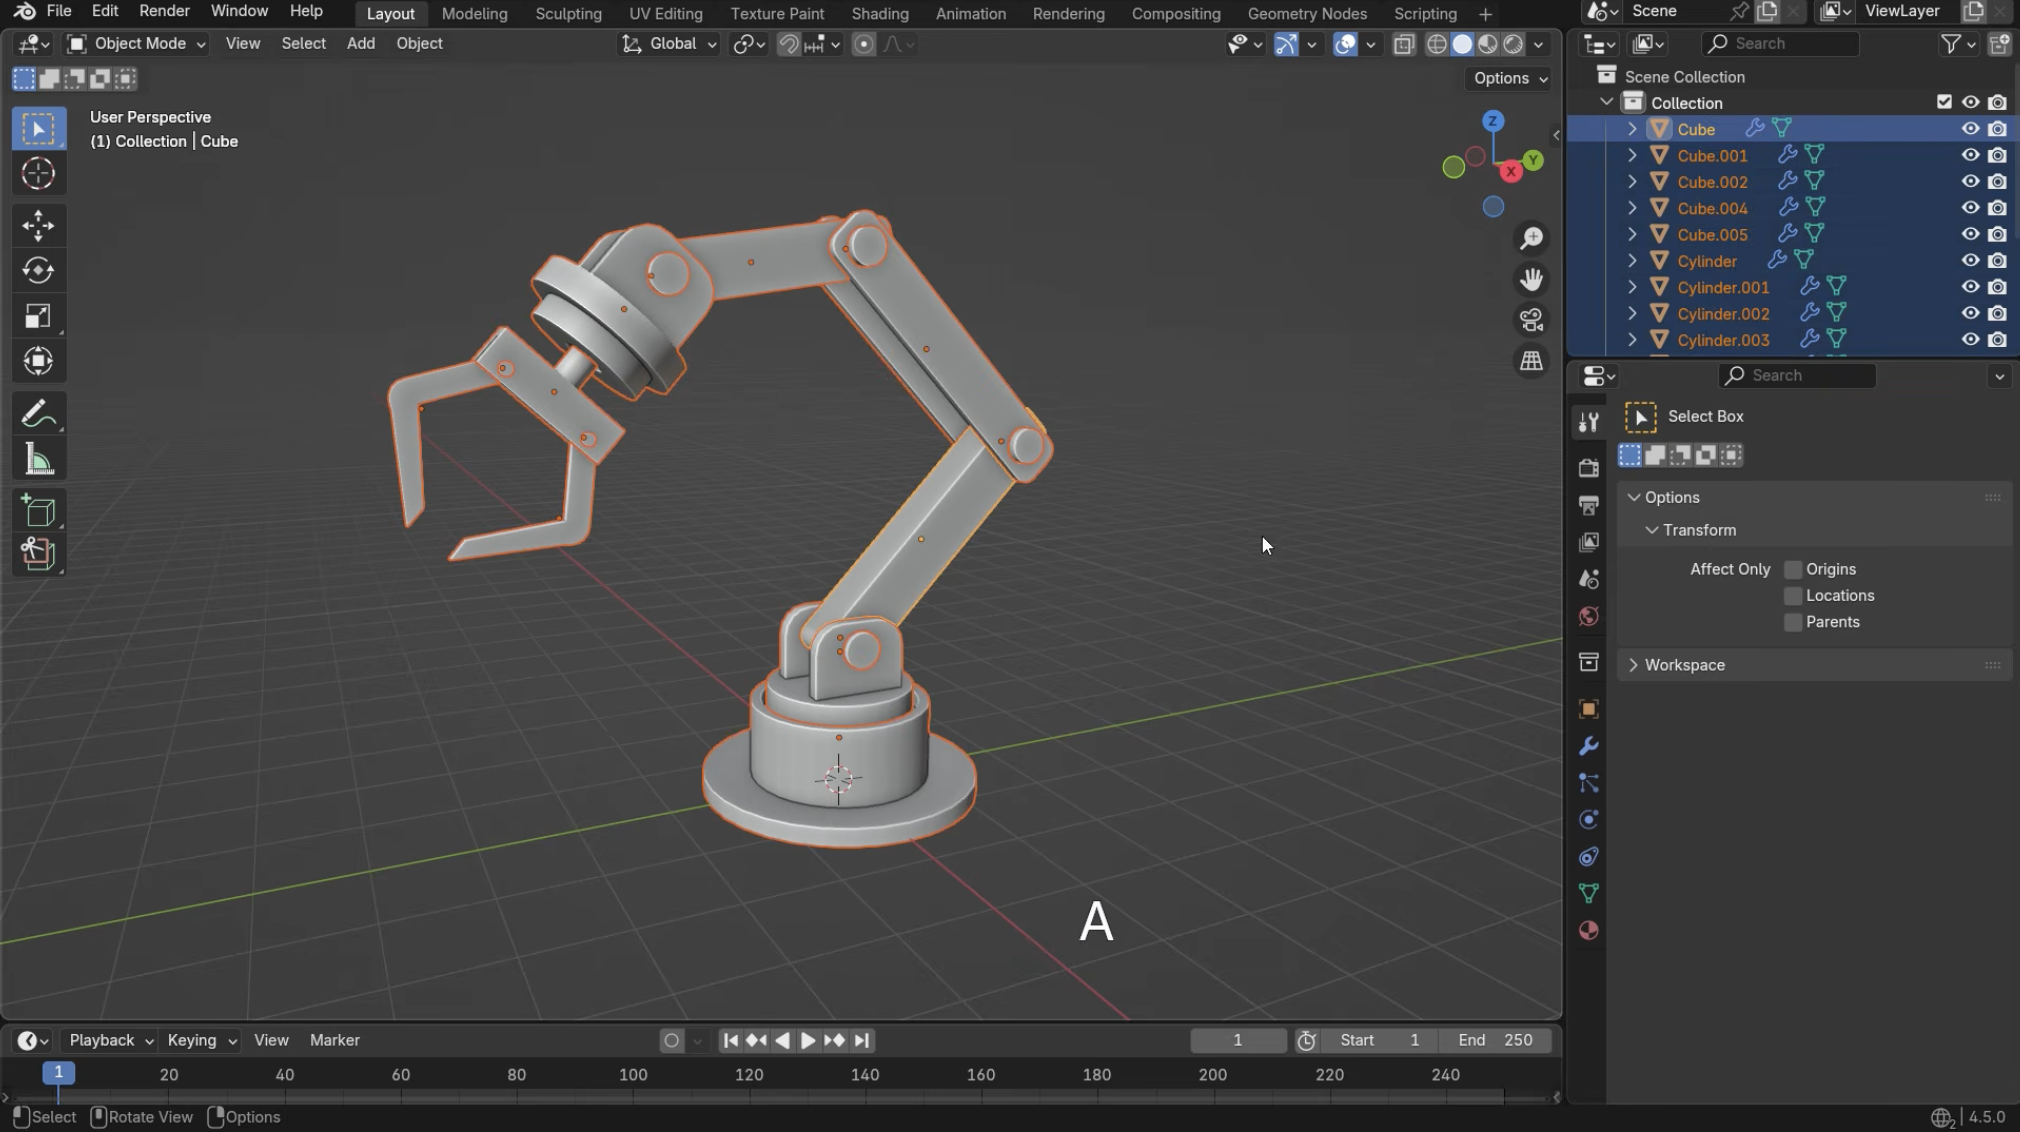 File Edit Render Window Help Layout Modeling Sculpting UV Editing Texture Paint Shading Animation Rendering Compositing Geometry Nodes Scripting + Scene ViewLayer
Object Mode View Select Add Object Global Search
Options
User Perspective
(1) Collection | Cube
Z
Y
X
Scene Collection
Collection
Cube
Cube.001
Cube.002
Cube.004
Cube.005
Cylinder
Cylinder.001
Cylinder.002
Cylinder.003
Search
Select Box
Options
Transform
Affect Only Origins
Locations
Parents
Workspace
A
Playback Keying View Marker 1 Start 1 End 250
1 20 40 60 80 100 120 140 160 180 200 220 240
Select Rotate View Options 4.5.0